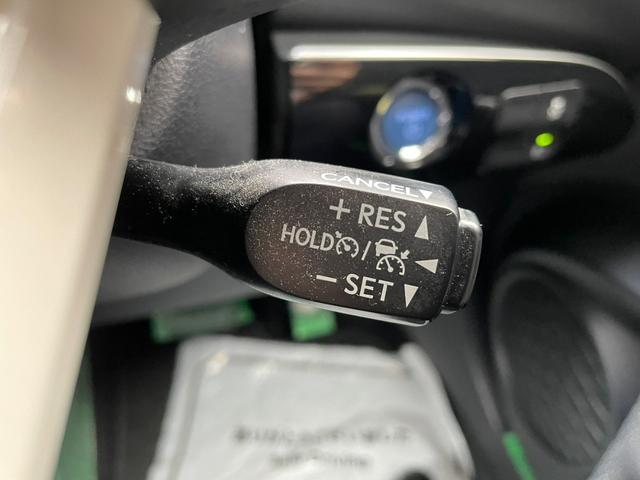 CANCEL▼
+ RES ▲
HOLD / ◀
− SET ▼